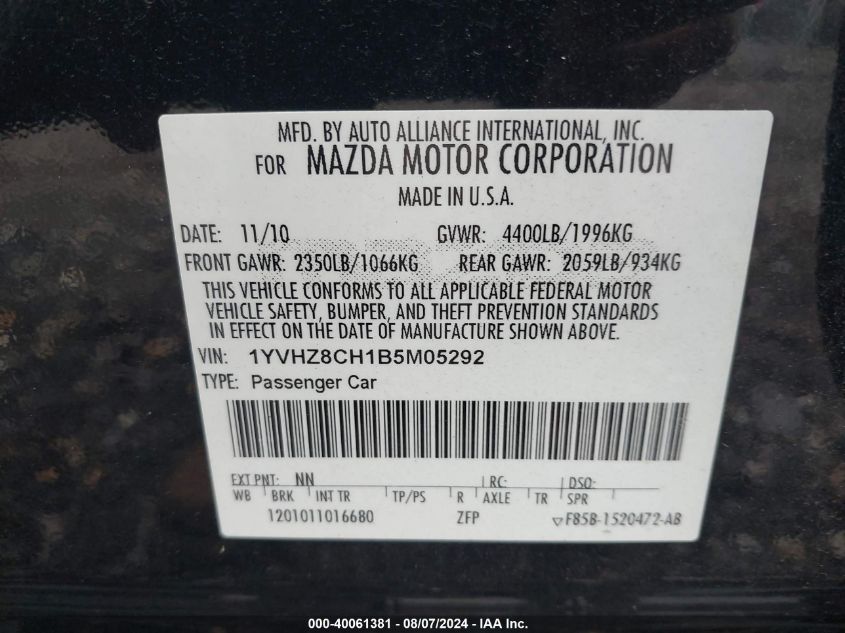 MFD. BY AUTO ALLIANCE INTERNATIONAL, INC.
FOR MAZDA MOTOR CORPORATION
MADE IN U.S.A.
DATE: 11/10 GVWR: 4400LB/1996KG
FRONT GAWR: 2350LB/1066KG REAR GAWR: 2059LB/934KG
THIS VEHICLE CONFORMS TO ALL APPLICABLE FEDERAL MOTOR
VEHICLE SAFETY, BUMPER, AND THEFT PREVENTION STANDARDS
IN EFFECT ON THE DATE OF MANUFACTURE SHOWN ABOVE.
VIN: 1YVHZ8CH1B5M05292
TYPE: Passenger Car
EXT PNT: NN RC: DSO:
WB BRK INT TR TP/PS R AXLE TR SPR
1201011016680 ZFP ▽F85B-1520472-AB
000-40061381 - 08/07/2024 - IAA Inc.